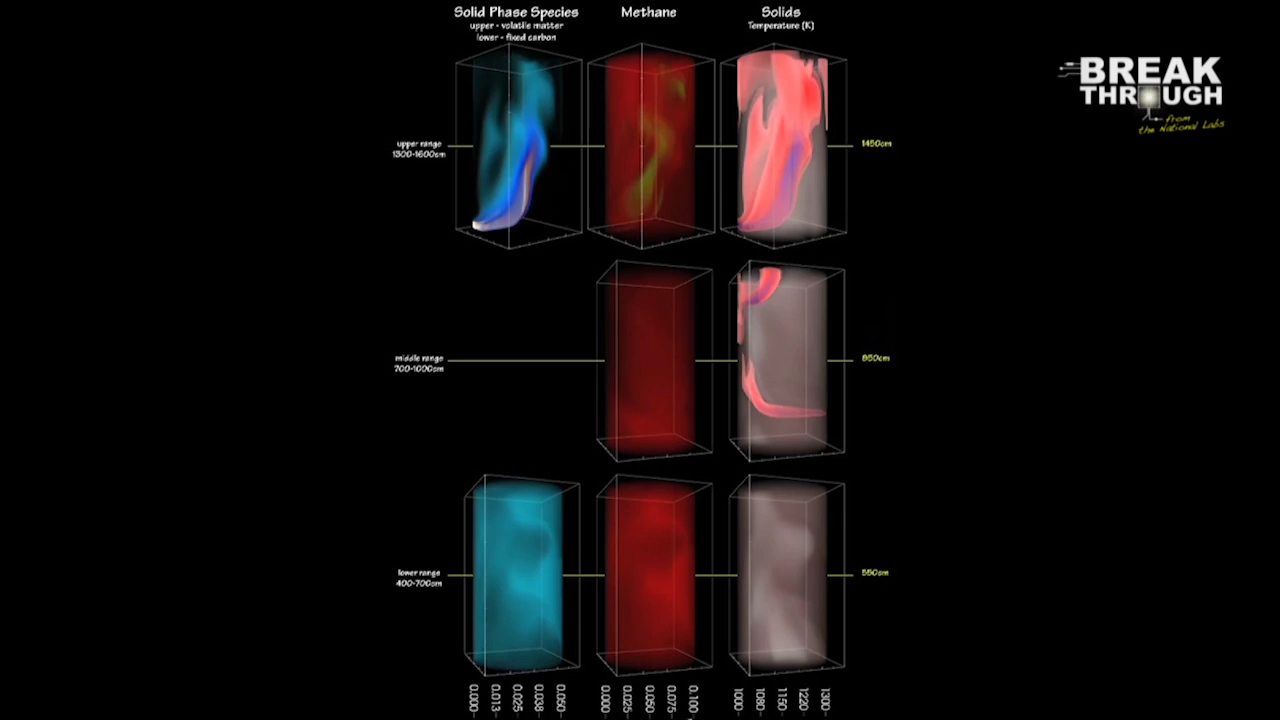 Solid Phase Species
upper - volatile matter
lower - fixed carbon
Methane
Solids
Temperature (K)
BREAK
THROUGH
from
the National Labs
upper range
1300-1600cm
1450cm
middle range
700-1000cm
850cm
lower range
400-700cm
550cm
0.000-
0.013-
0.025-
0.038-
0.050-
0.000-
0.025-
0.050-
0.075-
0.100-
1000-
1080-
1150-
1220-
1300-